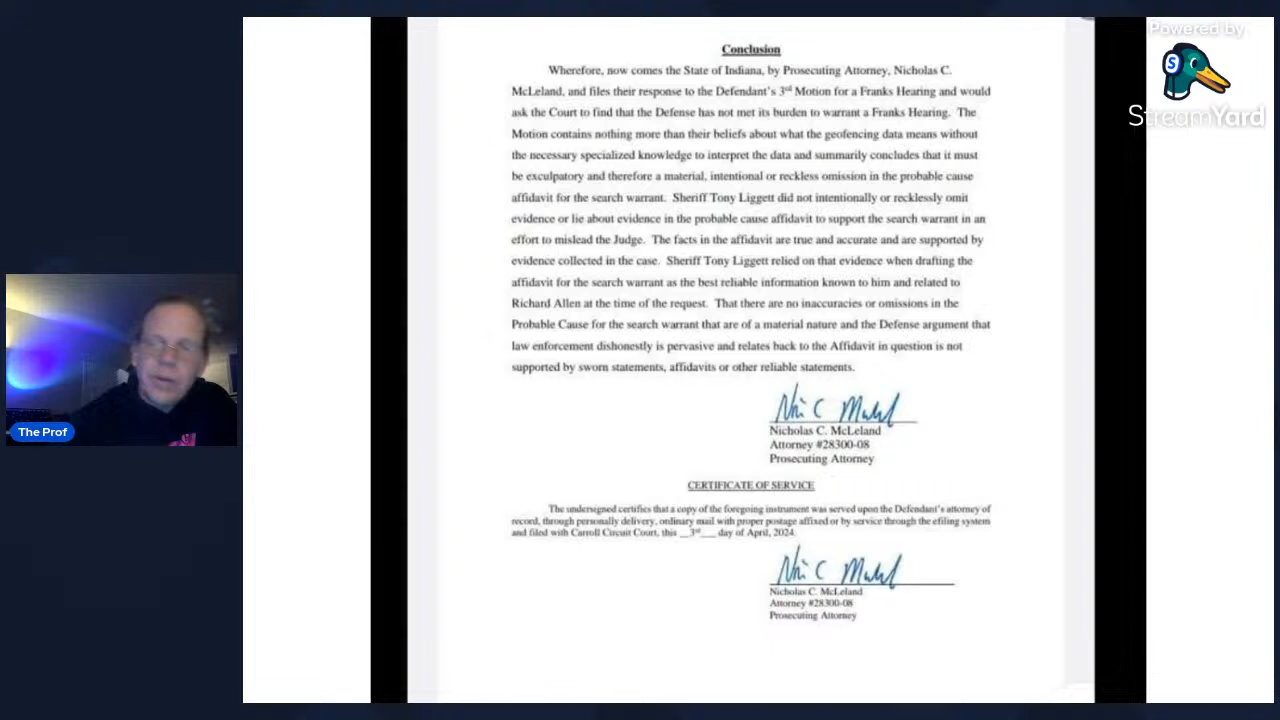 Powered by
S
StreamYard
Conclusion
Wherefore, now comes the State of Indiana, by Prosecuting Attorney, Nicholas C.
McLeland, and files their response to the Defendant's 3rd Motion for a Franks Hearing and would
ask the Court to find that the Defense has not met its burden to warrant a Franks Hearing. The
Motion contains nothing more than their beliefs about what the geofencing data means without
the necessary specialized knowledge to interpret the data and summarily concludes that it must
be exculpatory and therefore a material, intentional or reckless omission in the probable cause
affidavit for the search warrant. Sheriff Tony Liggett did not intentionally or recklessly omit
evidence or lie about evidence in the probable cause affidavit to support the search warrant in an
effort to mislead the Judge. The facts in the affidavit are true and accurate and are supported by
evidence collected in the case. Sheriff Tony Liggett relied on that evidence when drafting the
affidavit for the search warrant as the best reliable information known to him and related to
Richard Allen at the time of the request. That there are no inaccuracies or omissions in the
Probable Cause for the search warrant that are of a material nature and the Defense argument that
law enforcement dishonestly is pervasive and relates back to the Affidavit in question is not
supported by sworn statements, affidavits or other reliable statements.
Nicholas C. McLeland
Attorney #28300-08
Prosecuting Attorney
CERTIFICATE OF SERVICE
The undersigned certifies that a copy of the foregoing instrument was served upon the Defendant's attorney of
record, through personally delivery, ordinary mail with proper postage affixed or by service through the efiling system
and filed with Carroll Circuit Court, this __3rd___ day of April, 2024.
Nicholas C. McLeland
Attorney #28300-08
Prosecuting Attorney
The Prof